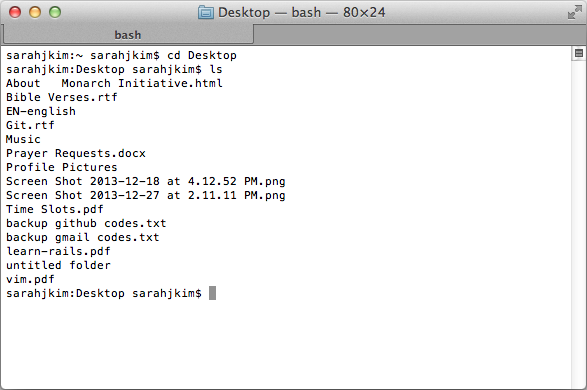 Desktop — bash — 80×24
bash
sarahjkim:~ sarahjkim$ cd Desktop
sarahjkim:Desktop sarahjkim$ ls
About   Monarch Initiative.html
Bible Verses.rtf
EN-english
Git.rtf
Music
Prayer Requests.docx
Profile Pictures
Screen Shot 2013-12-18 at 4.12.52 PM.png
Screen Shot 2013-12-27 at 2.11.11 PM.png
Time Slots.pdf
backup github codes.txt
backup gmail codes.txt
learn-rails.pdf
untitled folder
vim.pdf
sarahjkim:Desktop sarahjkim$